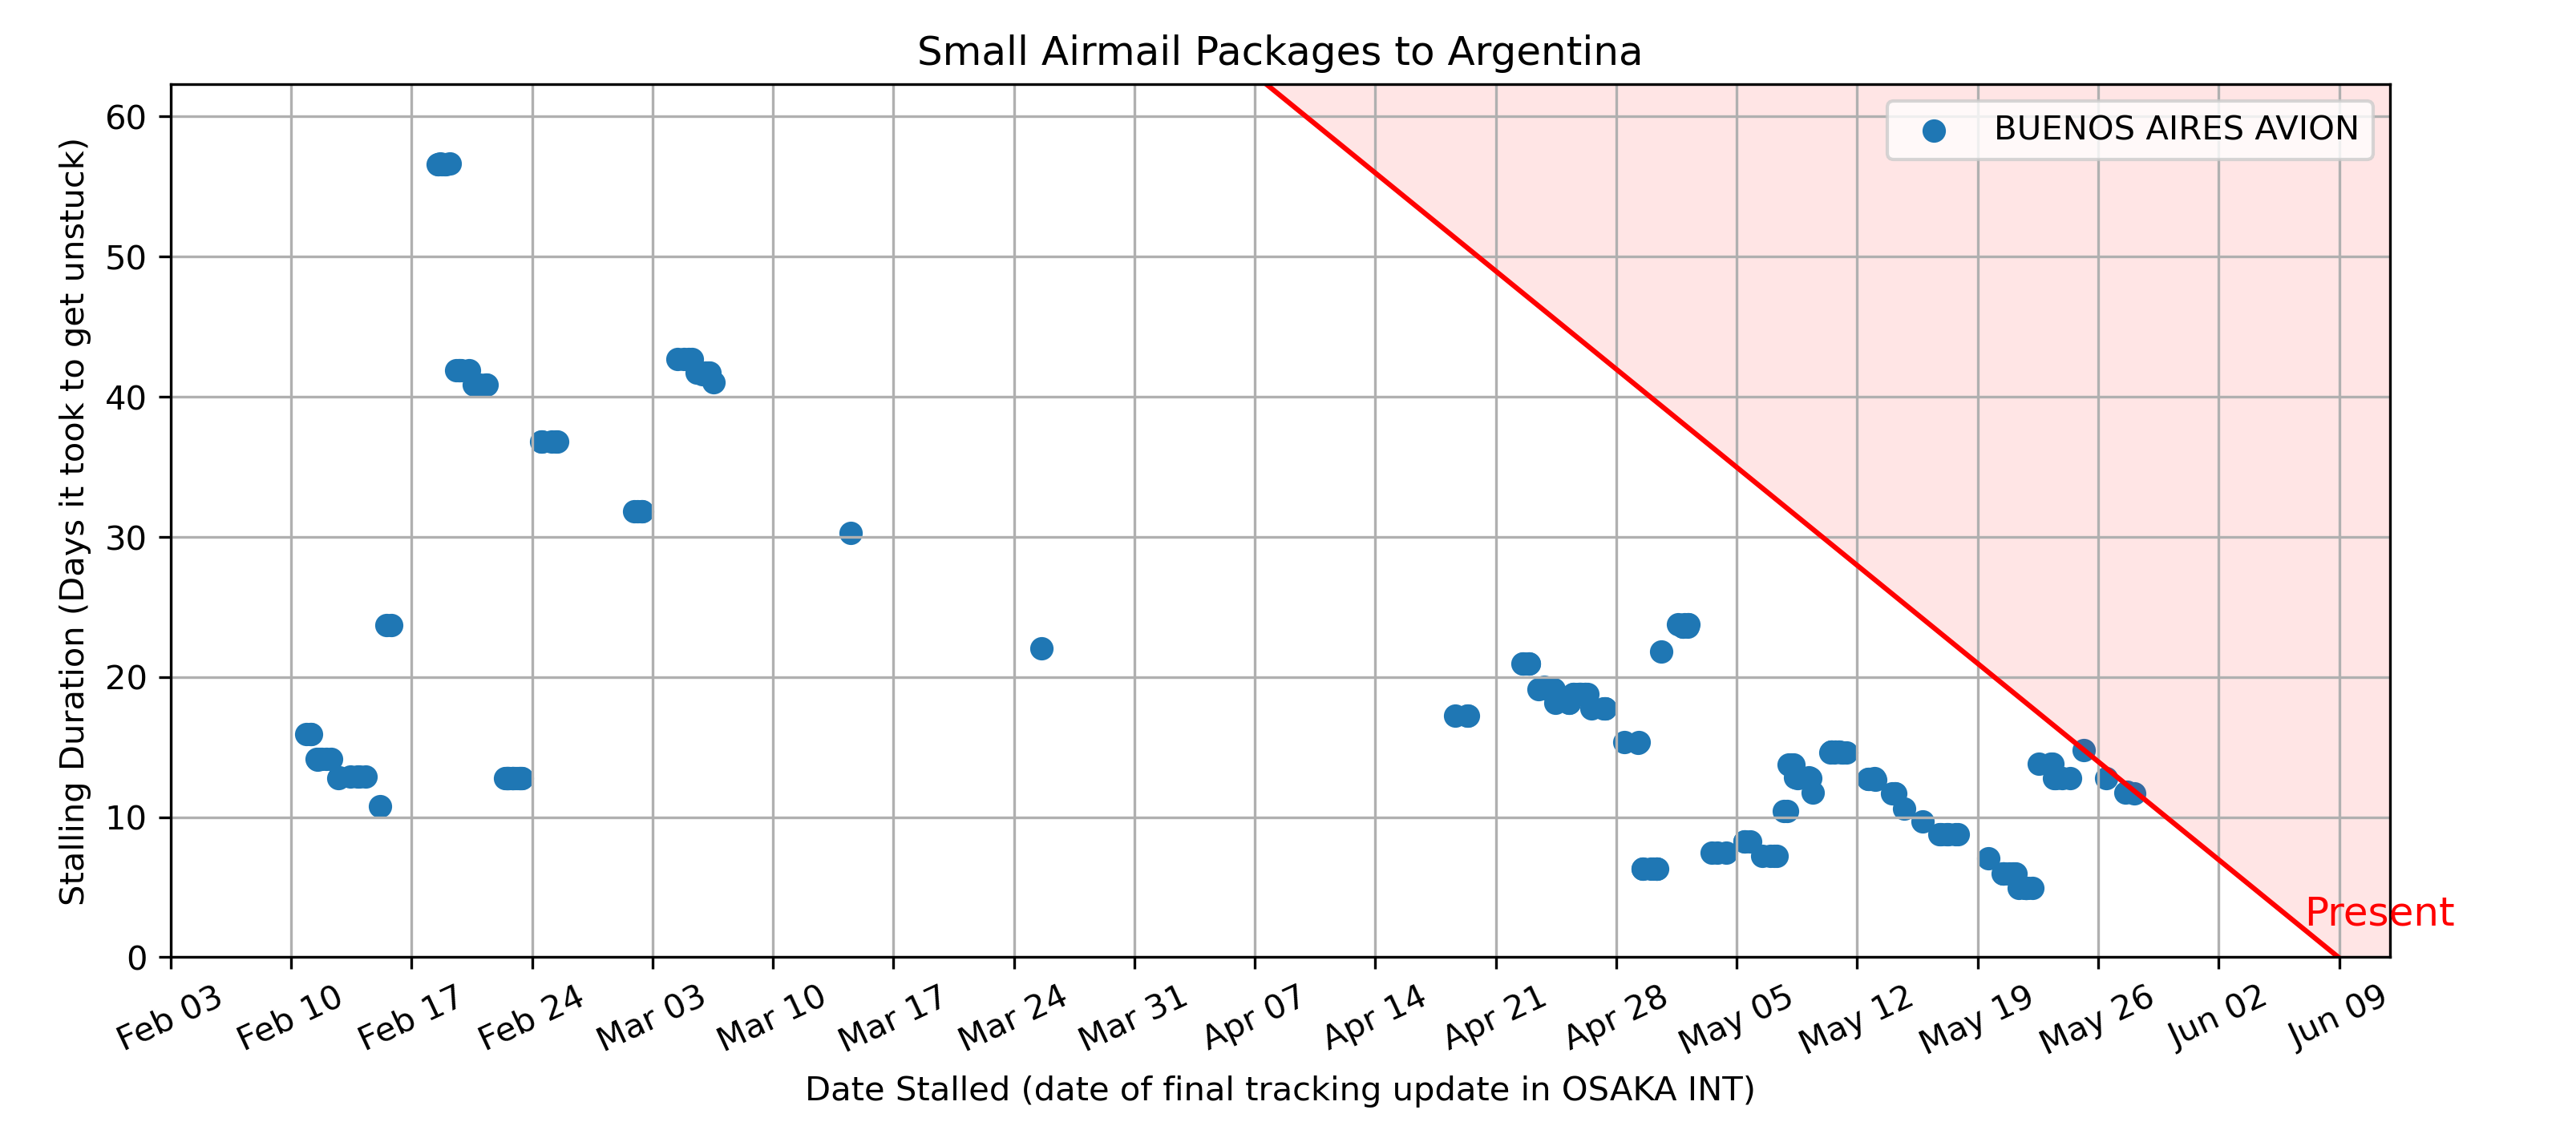 Small Airmail Packages to Argentina
BUENOS AIRES AVION
Stalling Duration (Days it took to get unstuck)
60
50
40
30
20
10
0
Present
Feb 03
Feb 10
Feb 17
Feb 24
Mar 03
Mar 10
Mar 17
Mar 24
Mar 31
Apr 07
Apr 14
Apr 21
Apr 28
May 05
May 12
May 19
May 26
Jun 02
Jun 09
Date Stalled (date of final tracking update in OSAKA INT)